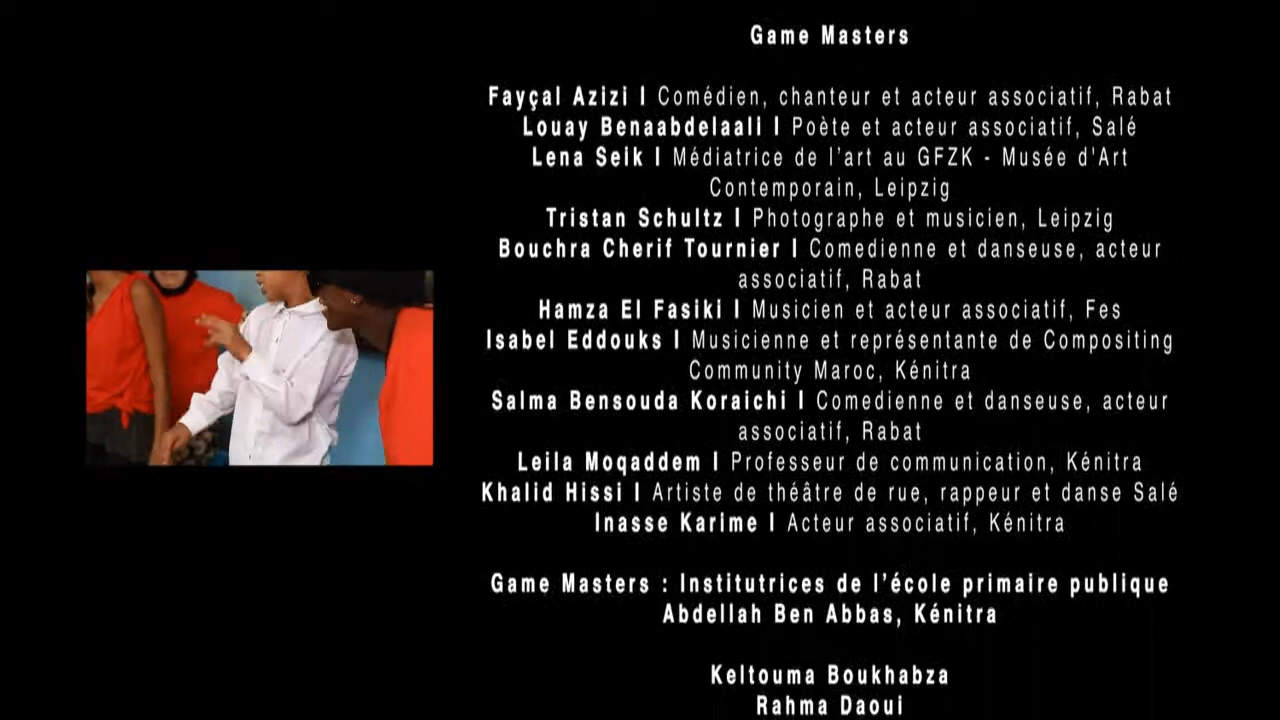 Game Masters
Fayçal Azizi I Comédien, chanteur et acteur associatif, Rabat
Louay Benaabdelaali I Poète et acteur associatif, Salé
Lena Seik I Médiatrice de l'art au GFZK - Musée d'Art
Contemporain, Leipzig
Tristan Schultz I Photographe et musicien, Leipzig
Bouchra Cherif Tournier I Comedienne et danseuse, acteur
associatif, Rabat
Hamza El Fasiki I Musicien et acteur associatif, Fes
Isabel Eddouks I Musicienne et représentante de Compositing
Community Maroc, Kénitra
Salma Bensouda Koraichi I Comedienne et danseuse, acteur
associatif, Rabat
Leila Moqaddem I Professeur de communication, Kénitra
Khalid Hissi I Artiste de théâtre de rue, rappeur et danse Salé
Inasse Karime I Acteur associatif, Kénitra
Game Masters : Institutrices de l'école primaire publique
Abdellah Ben Abbas, Kénitra
Keltouma Boukhabza
Rahma Daoui